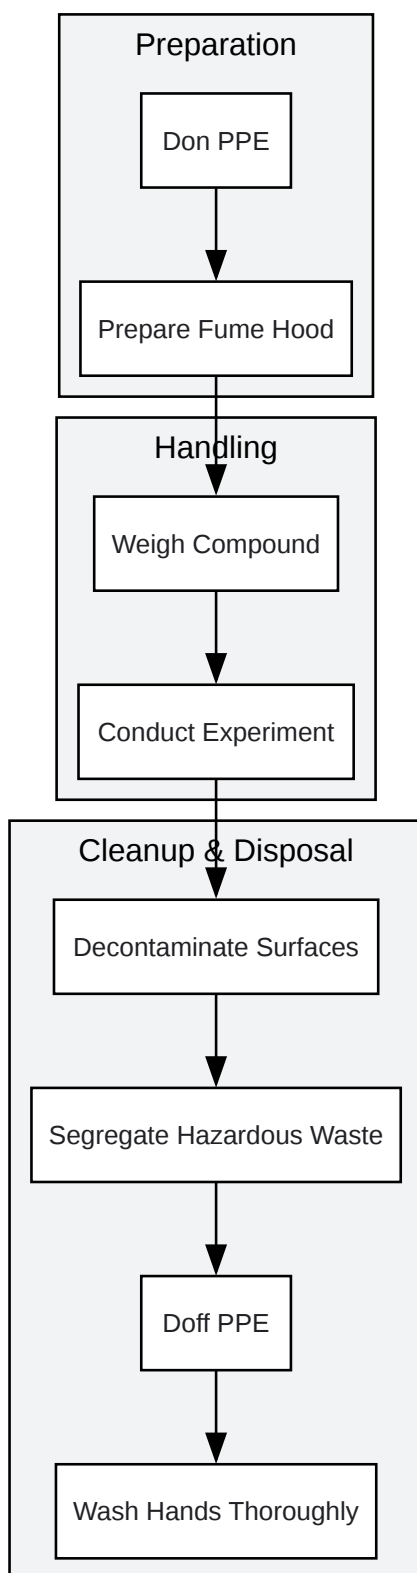 Preparation
Don PPE
Prepare Fume Hood
Handling
Weigh Compound
Conduct Experiment
Cleanup & Disposal
Decontaminate Surfaces
Segregate Hazardous Waste
Doff PPE
Wash Hands Thoroughly